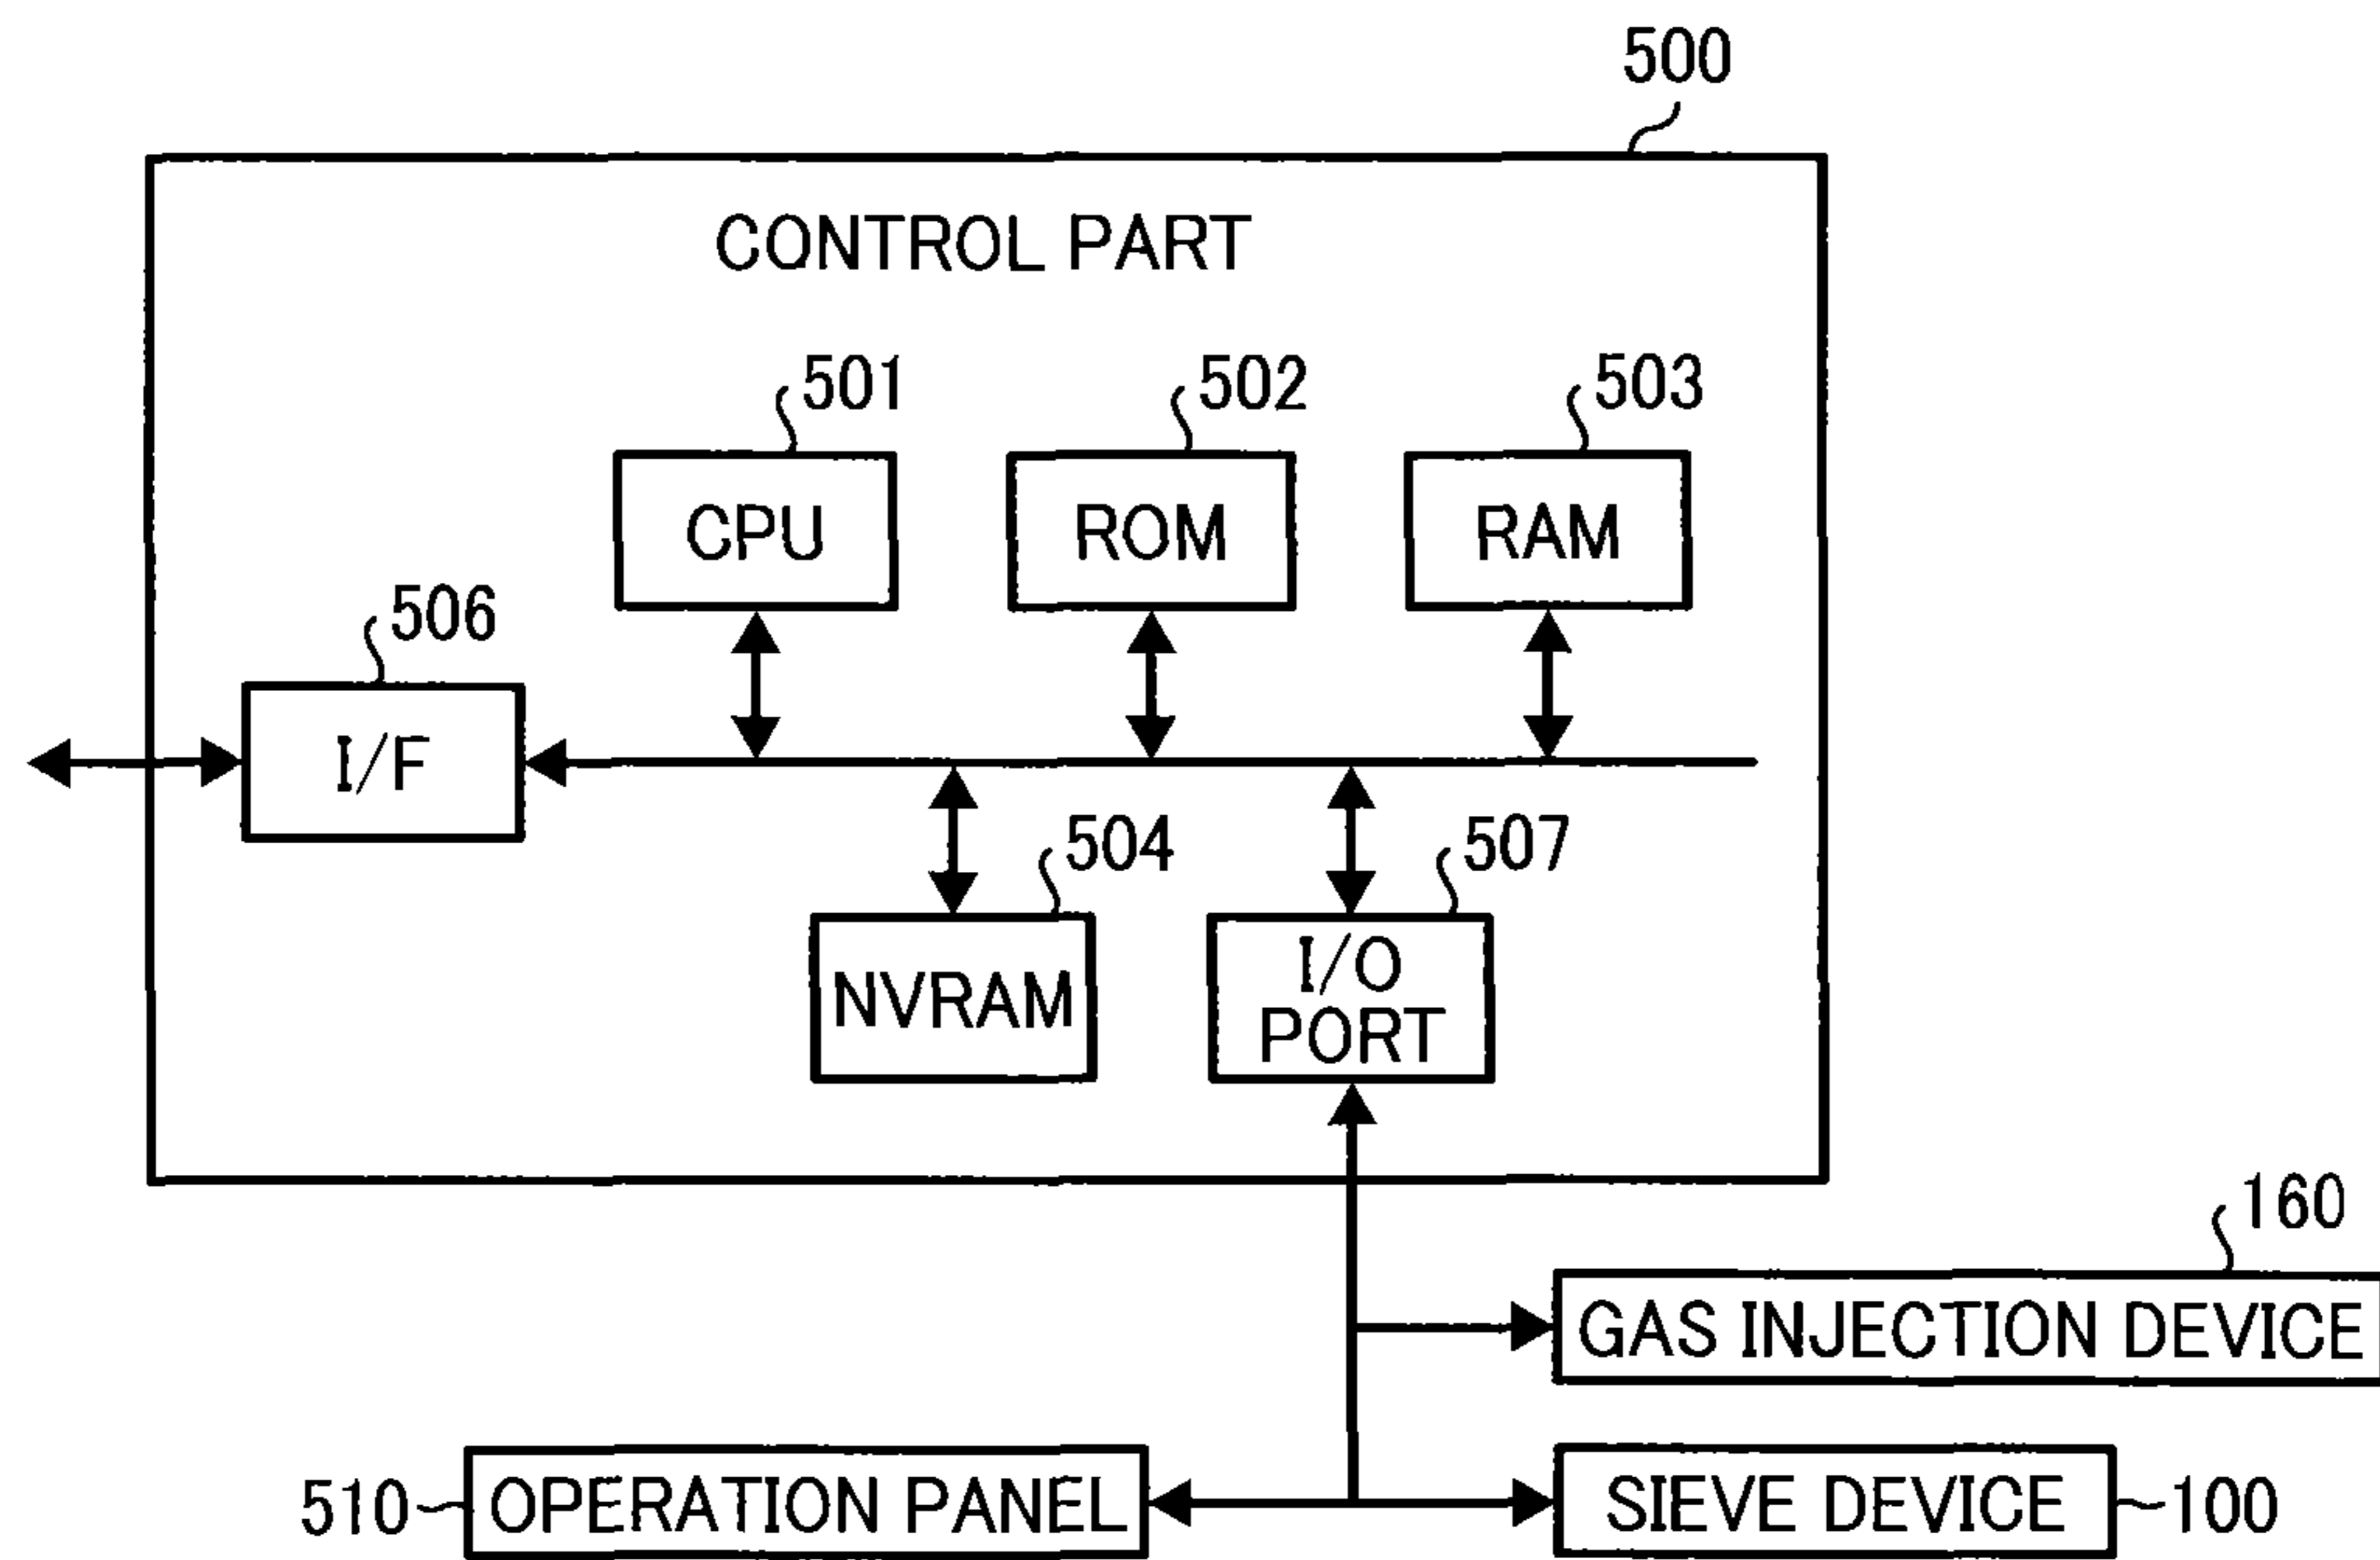 500
CONTROL PART
501
502
503
CPU
ROM
RAM
506
I/F
504
507
NVRAM
I/O
PORT
160
GAS INJECTION DEVICE
510
OPERATION PANEL
SIEVE DEVICE
100